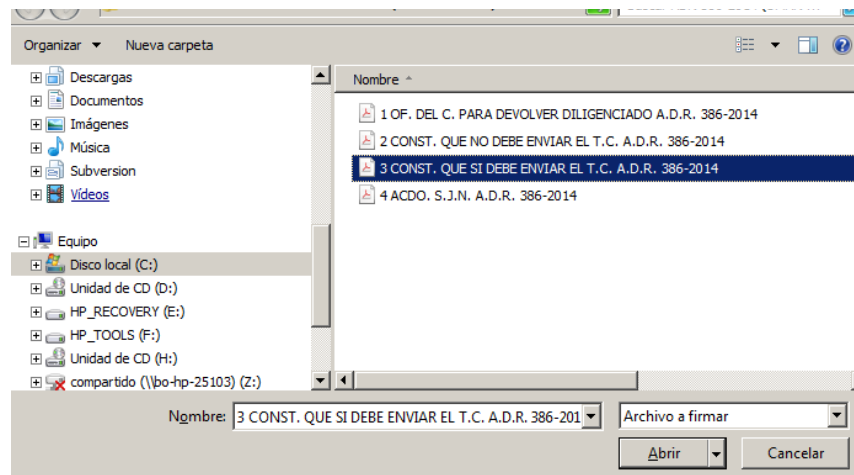 Organizar Nueva carpeta
Descargas
Documentos
Imágenes
Música
Subversion
Vídeos
Equipo
Disco local (C:)
Unidad de CD (D:)
HP_RECOVERY (E:)
HP_TOOLS (F:)
Unidad de CD (H:)
compartido (\\bo-hp-25103) (Z:)
Nombre
1 OF. DEL C. PARA DEVOLVER DILIGENCIADO A.D.R. 386-2014
2 CONST. QUE NO DEBE ENVIAR EL T.C. A.D.R. 386-2014
3 CONST. QUE SI DEBE ENVIAR EL T.C. A.D.R. 386-2014
4 ACDO. S.J.N. A.D.R. 386-2014
Nombre: 3 CONST. QUE SI DEBE ENVIAR EL T.C. A.D.R. 386-201 Archivo a firmar
Abrir Cancelar